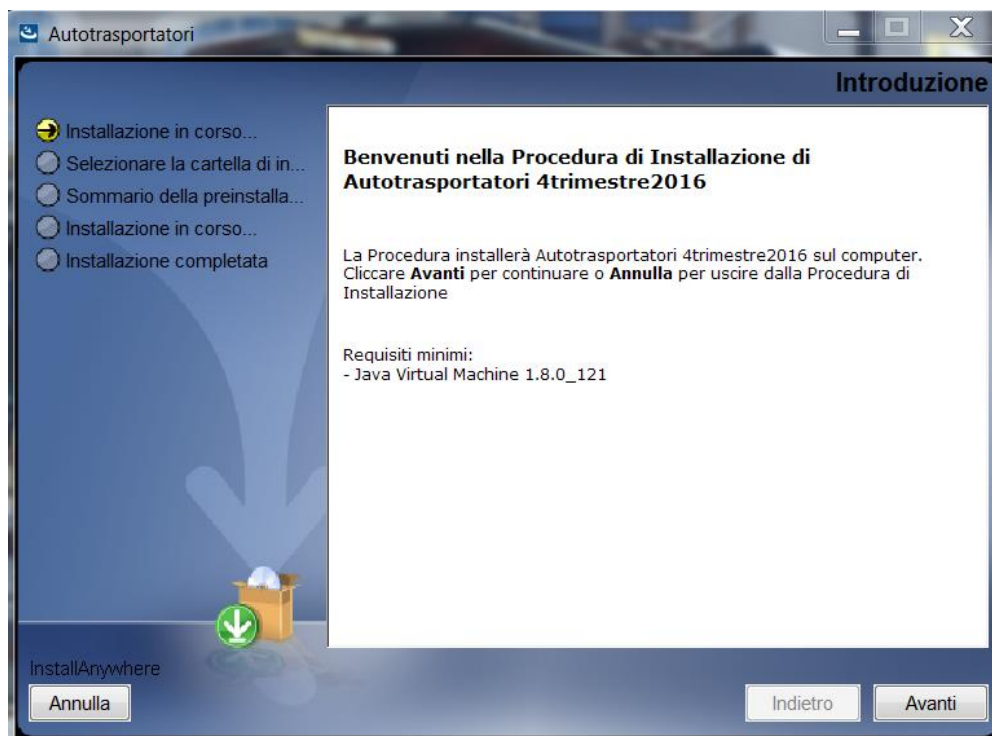 Autotrasportatori
Introduzione
Installazione in corso...
Selezionare la cartella di in...
Sommario della preinstalla...
Installazione in corso...
Installazione completata
Benvenuti nella Procedura di Installazione di
Autotrasportatori 4trimestre2016
La Procedura installerà Autotrasportatori 4trimestre2016 sul computer.
Cliccare Avanti per continuare o Annulla per uscire dalla Procedura di
Installazione
Requisiti minimi:
- Java Virtual Machine 1.8.0_121
InstallAnywhere
Annulla
Indietro
Avanti